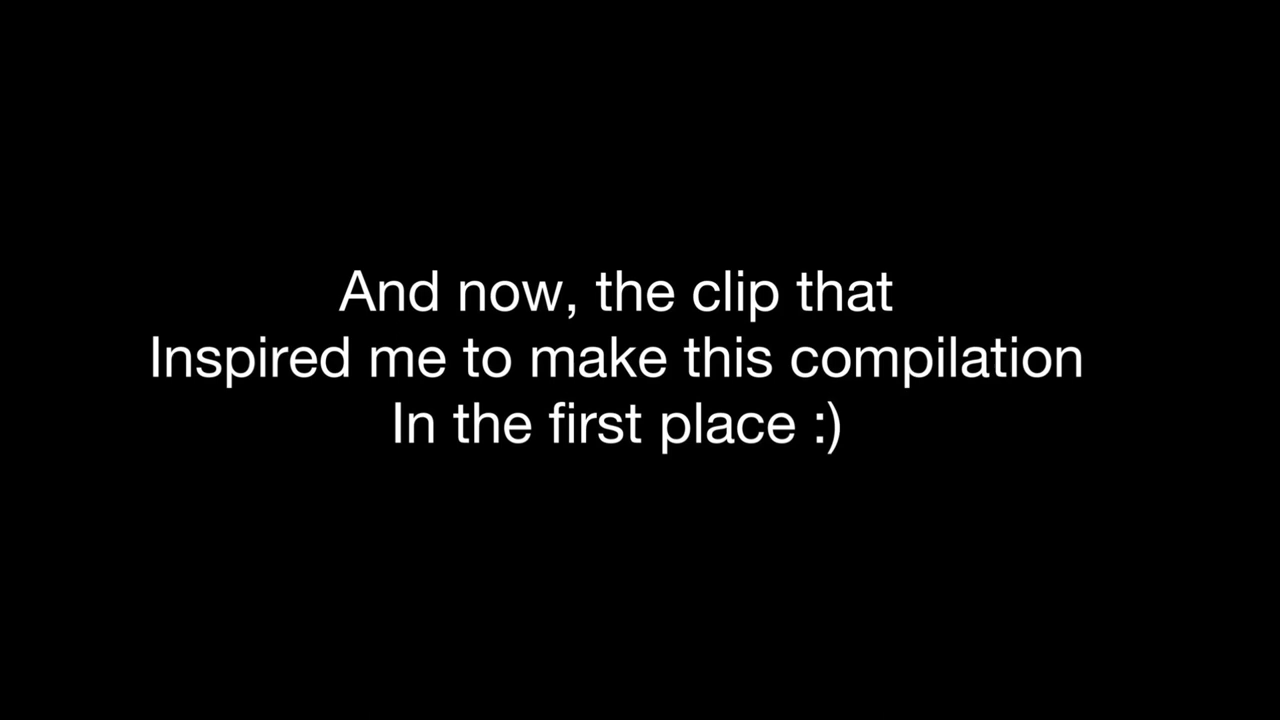 And now, the clip that
Inspired me to make this compilation
In the first place :)